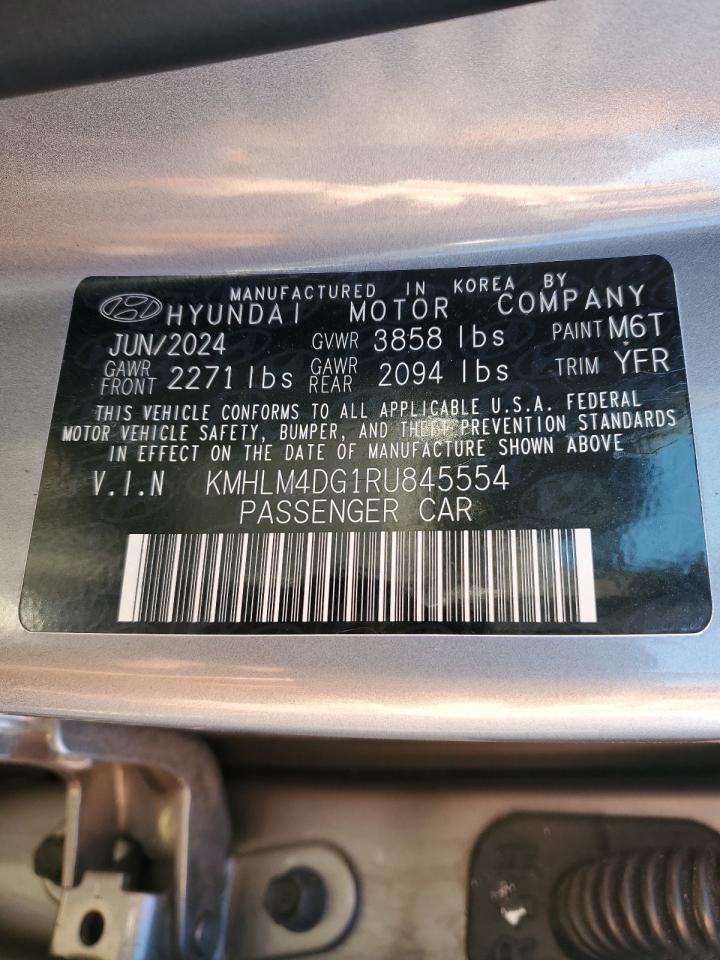 MANUFACTURED IN KOREA BY
HYUNDAI MOTOR COMPANY
JUN/2024 GVWR 3858 lbs PAINT M6T
GAWR FRONT 2271 lbs GAWR REAR 2094 lbs TRIM YFR
THIS VEHICLE CONFORMS TO ALL APPLICABLE U.S.A. FEDERAL
MOTOR VEHICLE SAFETY, BUMPER, AND THEFT PREVENTION STANDARDS
IN EFFECT ON THE DATE OF MANUFACTURE SHOWN ABOVE
V.I.N KMHLM4DG1RU845554
PASSENGER CAR